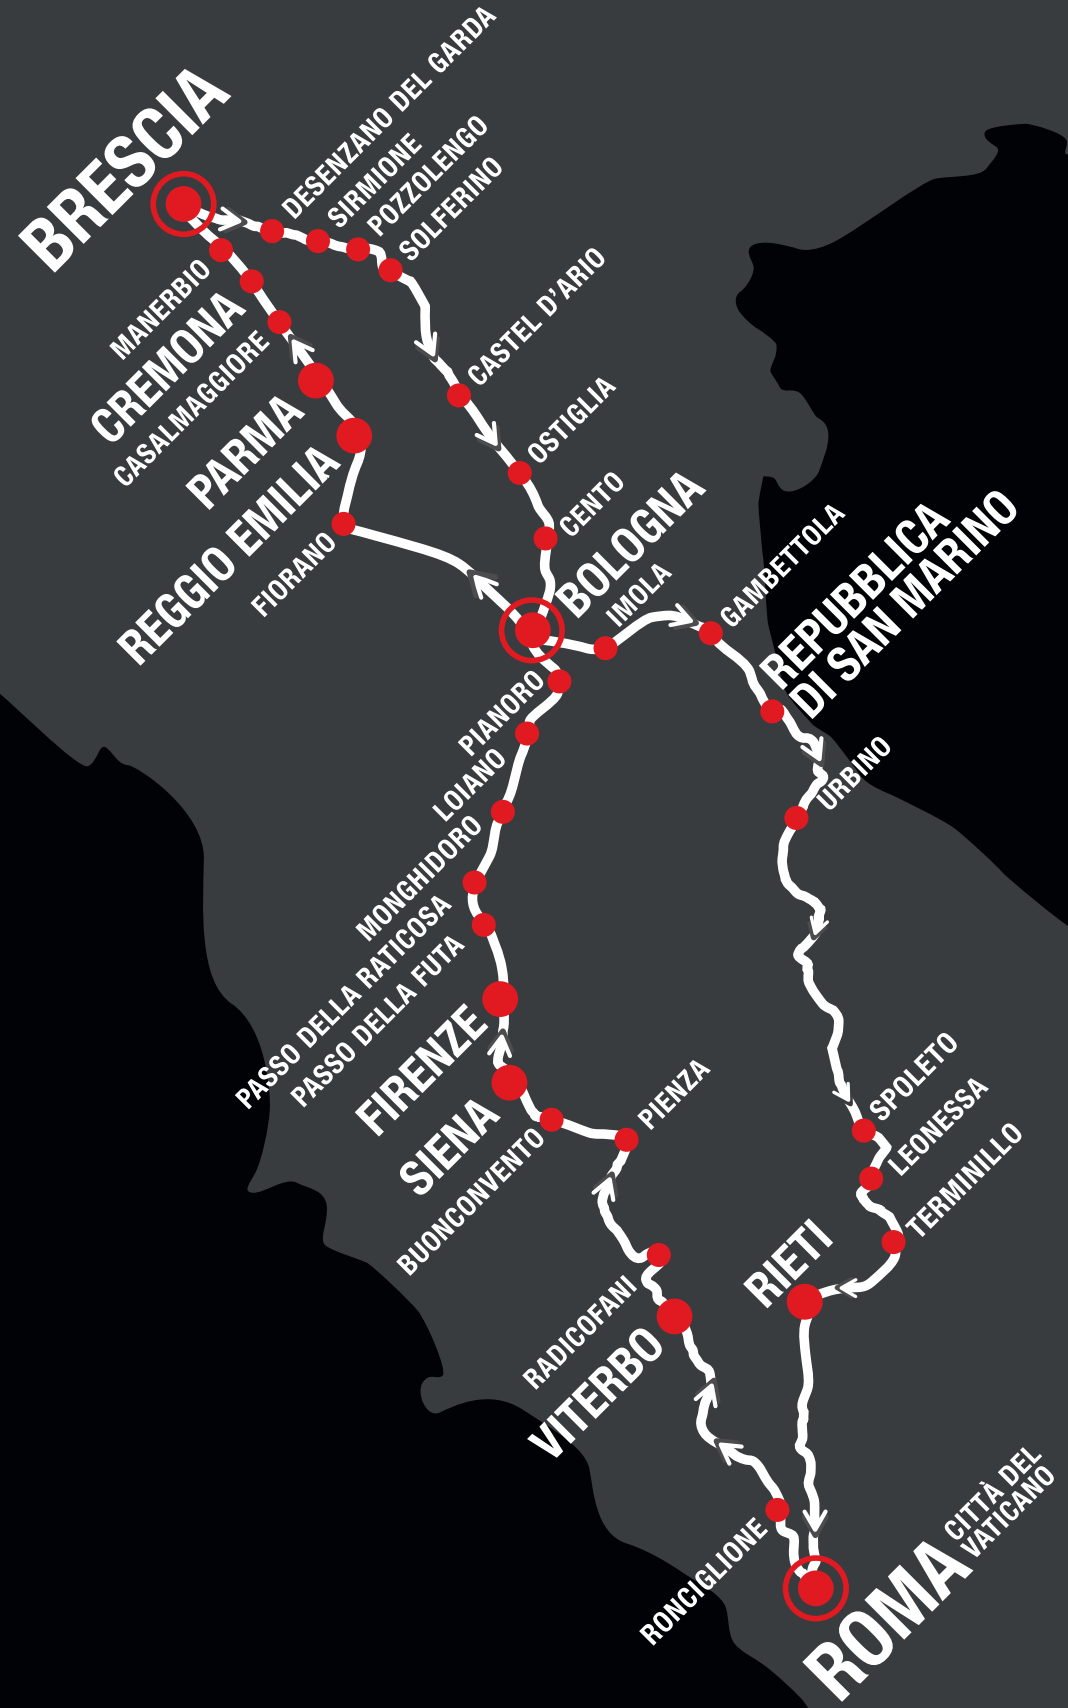 BRESCIA
DESENZANO DEL GARDA
SIRMIONE
POZZOLENGO
SOLFERINO
CASTEL D'ARIO
OSTIGLIA
CENTO
BOLOGNA
IMOLA
GAMBETTOLA
REPUBBLICA
DI SAN MARINO
URBINO
SPOLETO
LEONESSA
TERMINILLO
RIETI
ROMA
CITTÀ DEL
VATICANO
RONCIGLIONE
VITERBO
RADICOFANI
PIENZA
BUONCONVENTO
SIENA
FIRENZE
PASSO DELLA FUTA
PASSO DELLA RATICOSA
MONGHIDORO
LOIANO
PIANORO
FIORANO
REGGIO EMILIA
PARMA
CASALMAGGIORE
CREMONA
MANERBIO